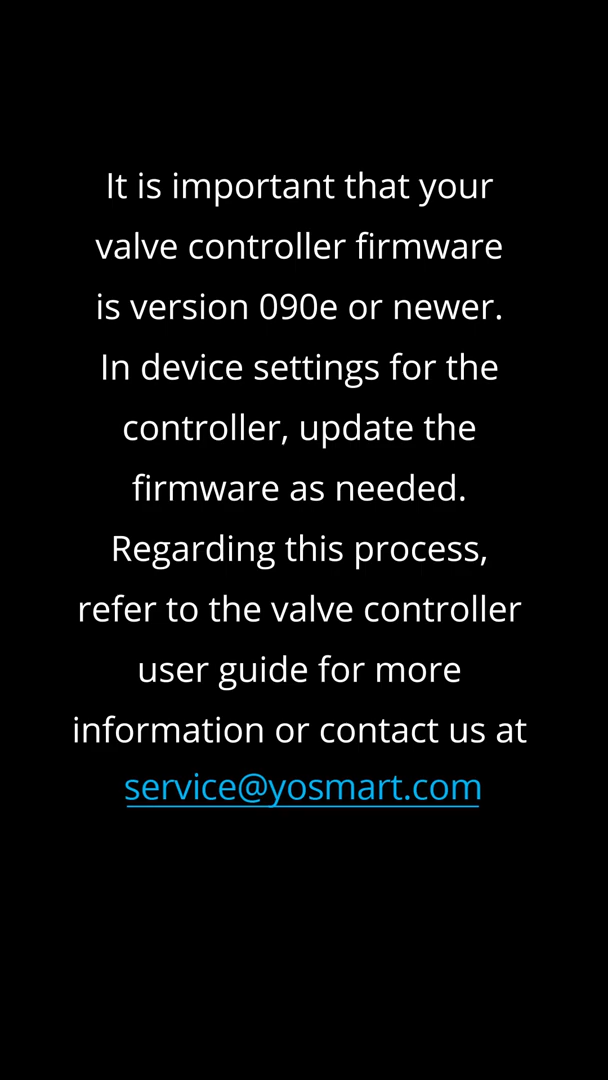 It is important that your
valve controller firmware
is version 090e or newer.
In device settings for the
controller, update the
firmware as needed.
Regarding this process,
refer to the valve controller
user guide for more
information or contact us at
service@yosmart.com